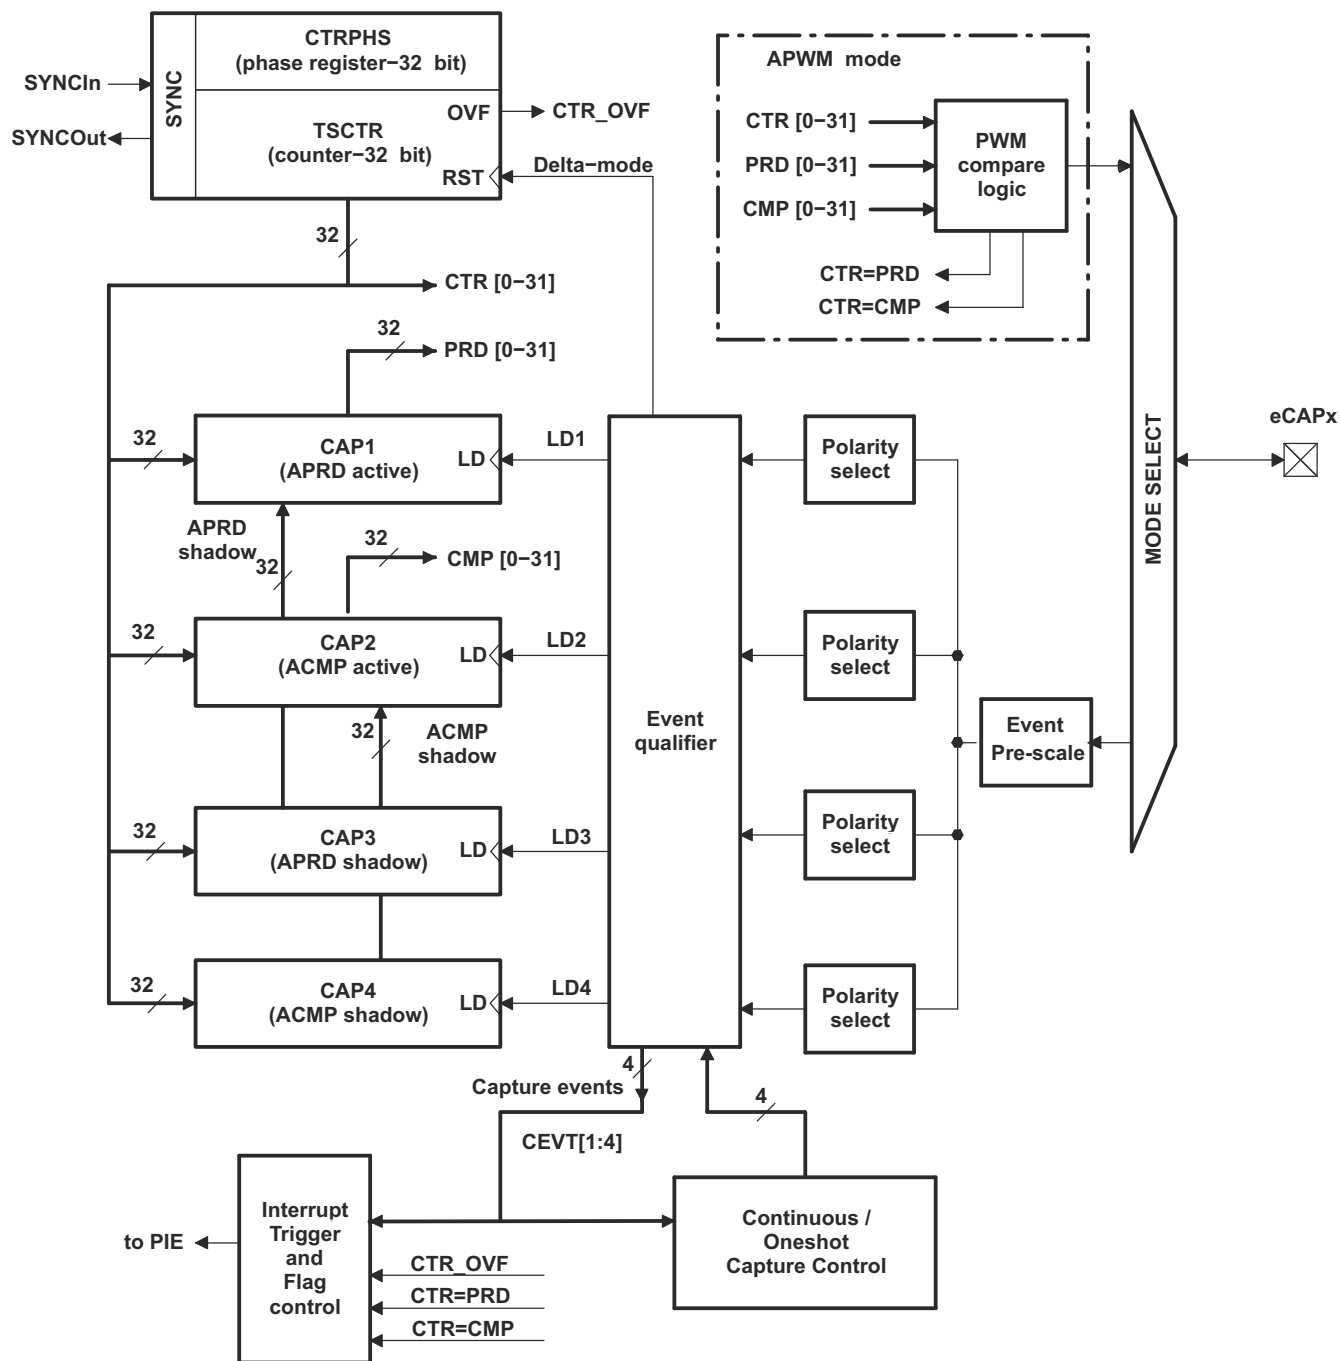 CTRPHS
(phase register−32 bit)
APWM mode
SYNCIn
SYNC
OVF
CTR_OVF
SYNCOut
TSCTR
(counter−32 bit)
RST
Delta−mode
CTR [0−31]
PRD [0−31]
CMP [0−31]
PWM
compare
logic
CTR=PRD
CTR=CMP
32
CTR [0−31]
32
PRD [0−31]
eCAPx
MODE SELECT
32
CAP1
(APRD active)
LD
LD1
Polarity
select
APRD
shadow
32
32
CMP [0−31]
32
CAP2
(ACMP active)
LD
LD2
Polarity
select
32
ACMP
shadow
Event
qualifier
Event
Pre-scale
32
CAP3
(APRD shadow)
LD
LD3
Polarity
select
32
CAP4
(ACMP shadow)
LD
LD4
Polarity
select
4
Capture events
4
CEVT[1:4]
to PIE
Interrupt
Trigger
and
Flag
control
CTR_OVF
CTR=PRD
CTR=CMP
Continuous /
Oneshot
Capture Control